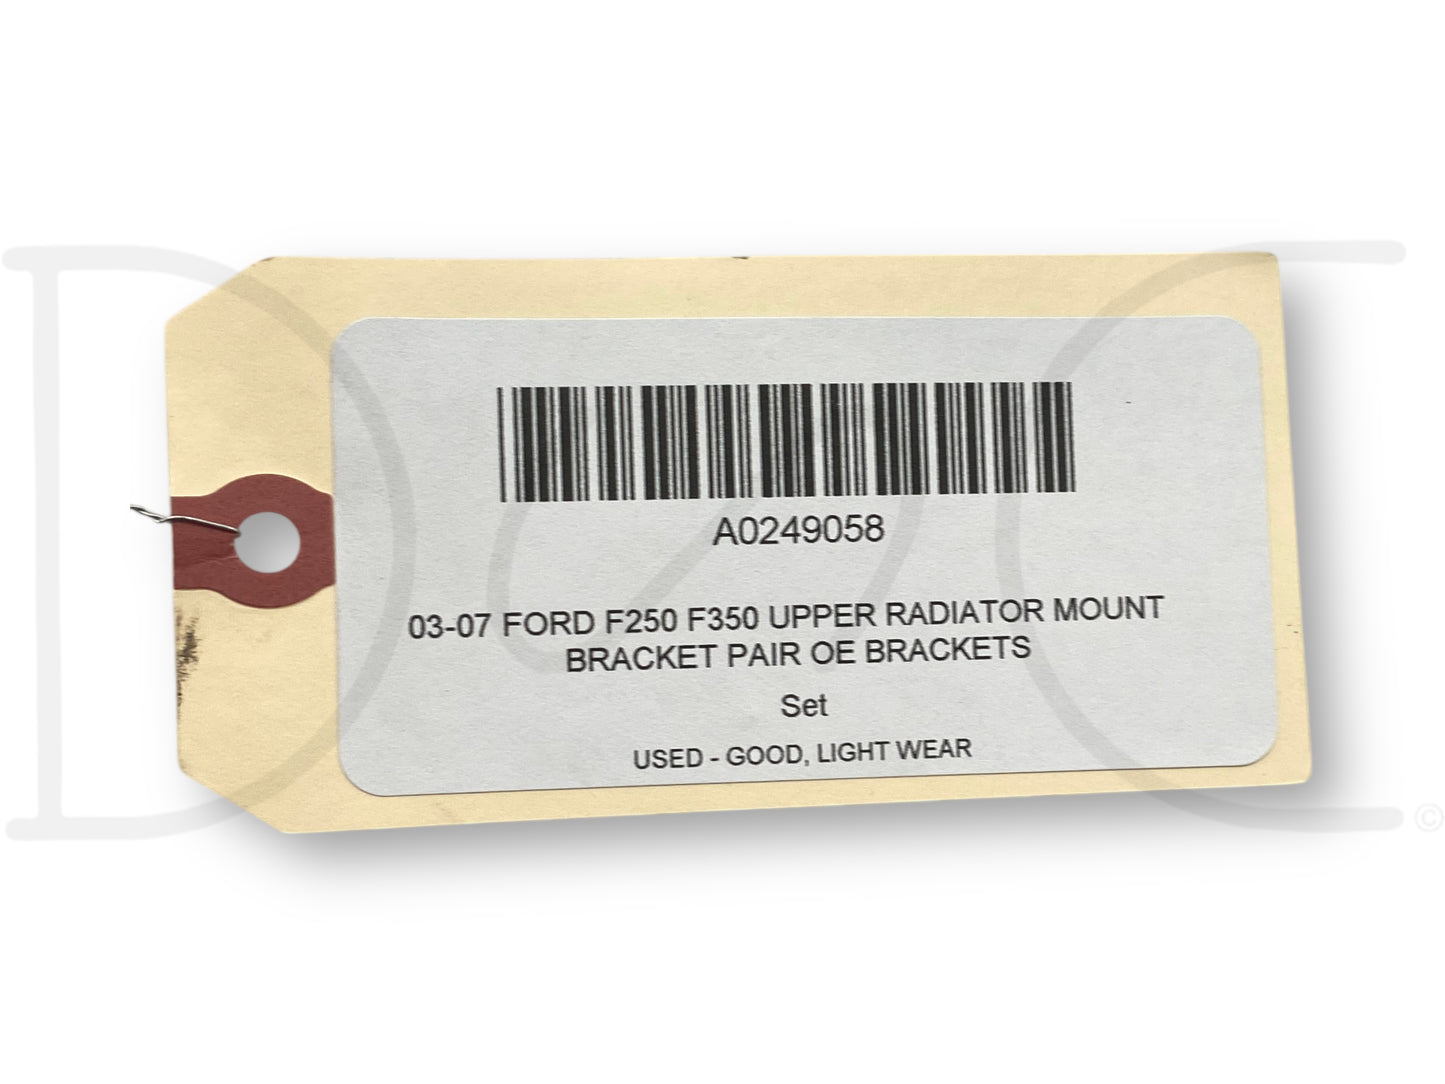 A0249058
03-07 FORD F250 F350 UPPER RADIATOR MOUNT
BRACKET PAIR OE BRACKETS
Set
USED - GOOD, LIGHT WEAR
©